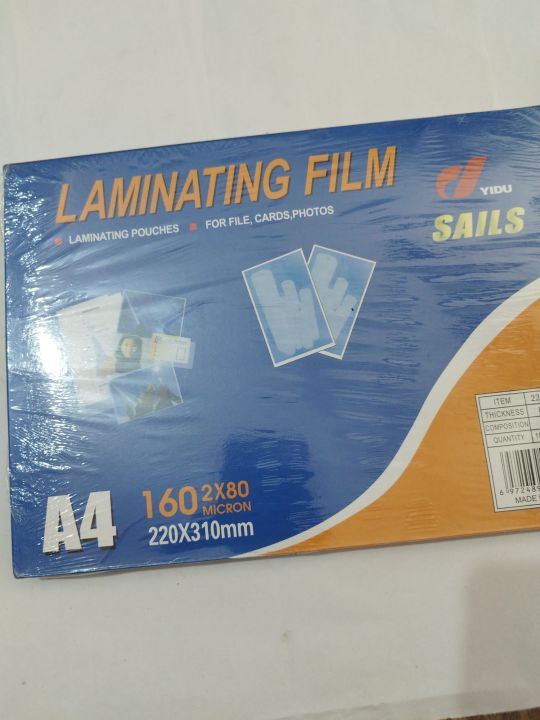 LAMINATING FILM
LAMINATING POUCHES FOR FILE, CARDS,PHOTOS
YIDU
SAILS
ITEM
THICKNESS
COMPOSITION
QUANTITY
A4
160 2X80
MICRON
220X310mm
MADE